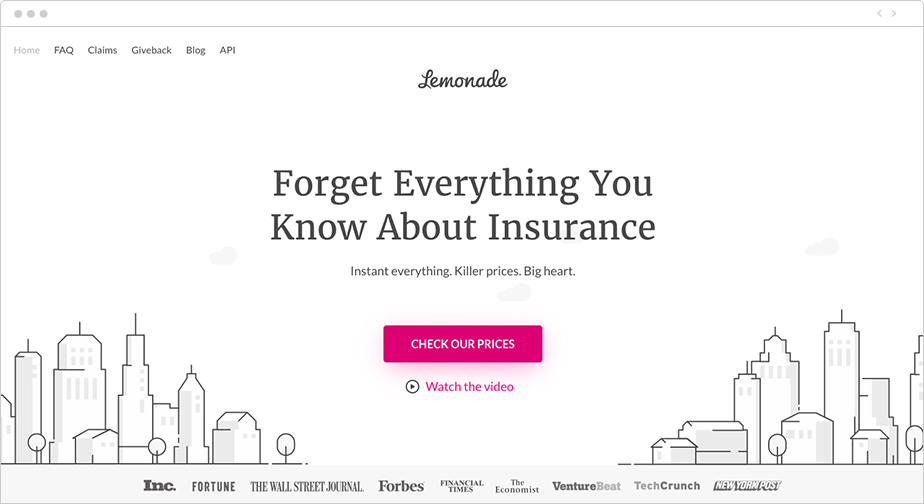 Home FAQ Claims Giveback Blog API
Lemonade
Forget Everything You
Know About Insurance
Instant everything. Killer prices. Big heart.
CHECK OUR PRICES
Watch the video
Inc. FORTUNE THE WALL STREET JOURNAL. Forbes FINANCIAL TIMES The Economist VentureBeat TechCrunch NEW YORK POST